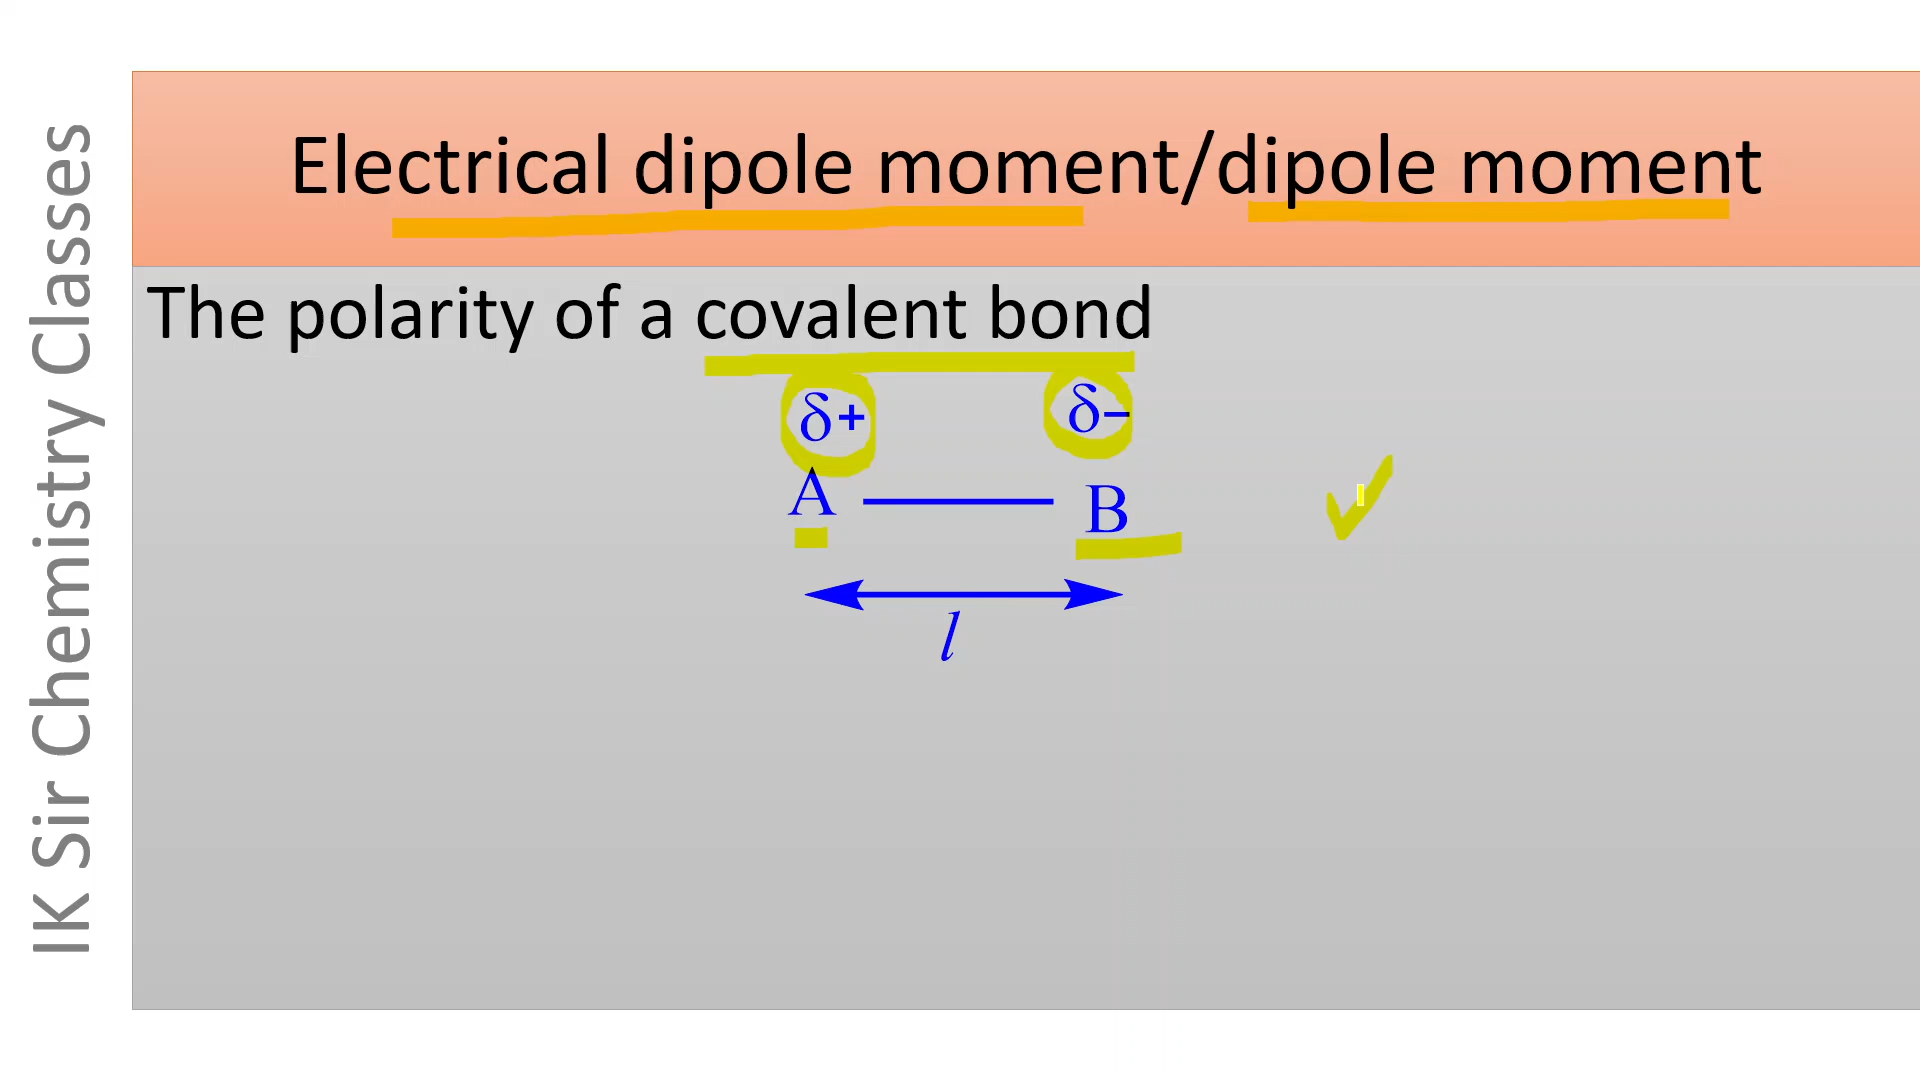 IK Sir Chemistry Classes
Electrical dipole moment/dipole moment
The polarity of a covalent bond
δ+ δ−
A B
l